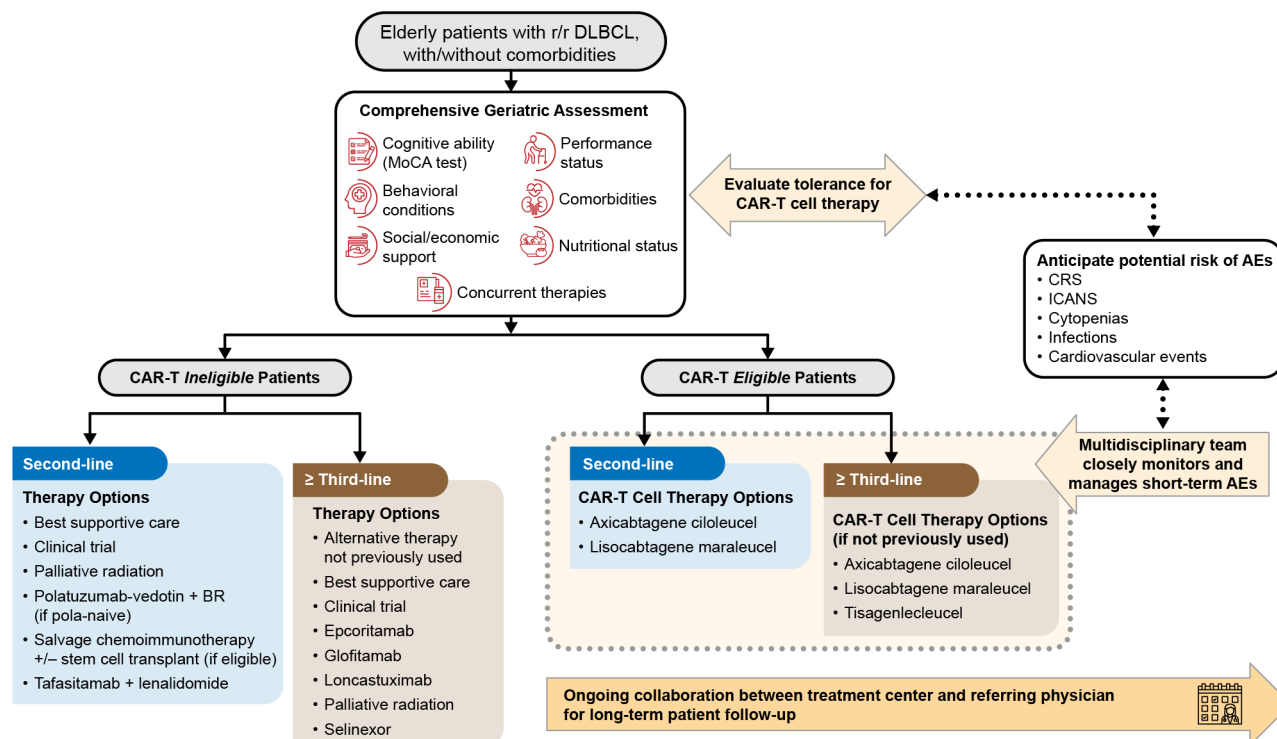 Elderly patients with r/r DLBCL,
with/without comorbidities
Comprehensive Geriatric Assessment
Cognitive ability
(MoCA test)
Performance
status
Behavioral
conditions
Comorbidities
Social/economic
support
Nutritional status
Concurrent therapies
Evaluate tolerance for
CAR-T cell therapy
Anticipate potential risk of AEs
• CRS
• ICANS
• Cytopenias
• Infections
• Cardiovascular events
CAR-T Ineligible Patients
CAR-T Eligible Patients
Second-line
Therapy Options
• Best supportive care
• Clinical trial
• Palliative radiation
• Polatuzumab-vedotin + BR
(if pola-naive)
• Salvage chemoimmunotherapy
+/– stem cell transplant (if eligible)
• Tafasitamab + lenalidomide
≥ Third-line
Therapy Options
• Alternative therapy
not previously used
• Best supportive care
• Clinical trial
• Epcoritamab
• Glofitamab
• Loncastuximab
• Palliative radiation
• Selinexor
Second-line
CAR-T Cell Therapy Options
• Axicabtagene ciloleucel
• Lisocabtagene maraleucel
≥ Third-line
CAR-T Cell Therapy Options
(if not previously used)
• Axicabtagene ciloleucel
• Lisocabtagene maraleucel
• Tisagenlecleucel
Multidisciplinary team
closely monitors and
manages short-term AEs
Ongoing collaboration between treatment center and referring physician
for long-term patient follow-up